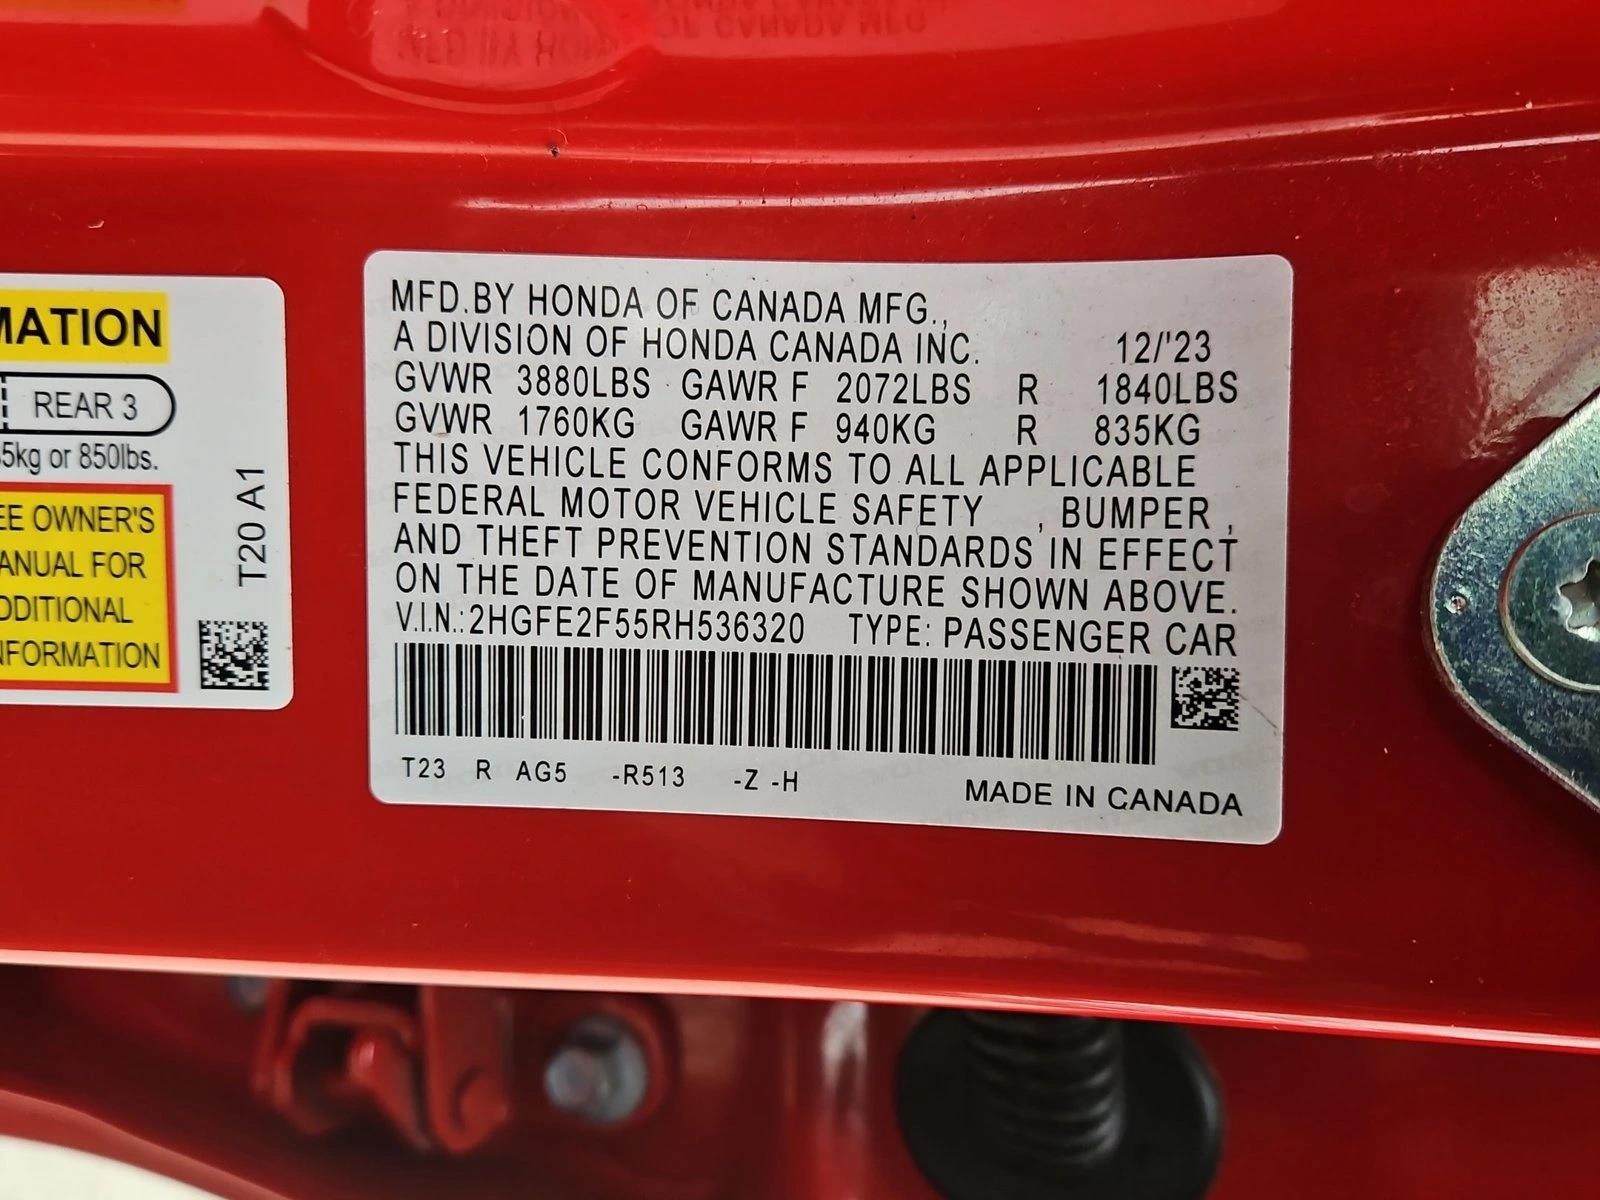 MATION
REAR 3
5kg or 850lbs.
EE OWNER'S
ANUAL FOR
DDITIONAL
NFORMATION
T20 A1
MFD.BY HONDA OF CANADA MFG.,
A DIVISION OF HONDA CANADA INC. 12/'23
GVWR 3880LBS GAWR F 2072LBS R 1840LBS
GVWR 1760KG GAWR F 940KG R 835KG
THIS VEHICLE CONFORMS TO ALL APPLICABLE
FEDERAL MOTOR VEHICLE SAFETY , BUMPER ,
AND THEFT PREVENTION STANDARDS IN EFFECT
ON THE DATE OF MANUFACTURE SHOWN ABOVE.
V.I.N.: 2HGFE2F55RH536320 TYPE: PASSENGER CAR
T23 R AG5 -R513 -Z -H MADE IN CANADA